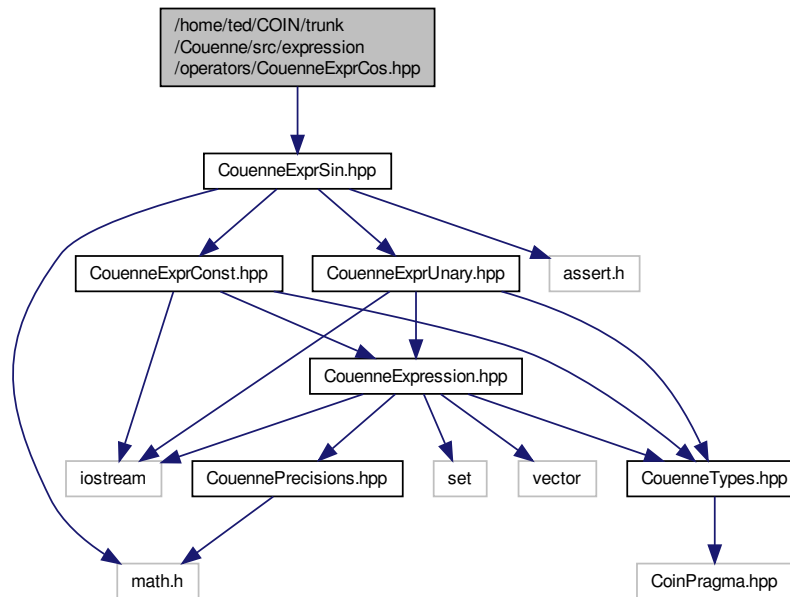 /home/ted/COIN/trunk
/Couenne/src/expression
/operators/CouenneExprCos.hpp
CouenneExprSin.hpp
CouenneExprConst.hpp
CouenneExprUnary.hpp
assert.h
CouenneExpression.hpp
iostream
CouennePrecisions.hpp
set
vector
CouenneTypes.hpp
math.h
CoinPragma.hpp